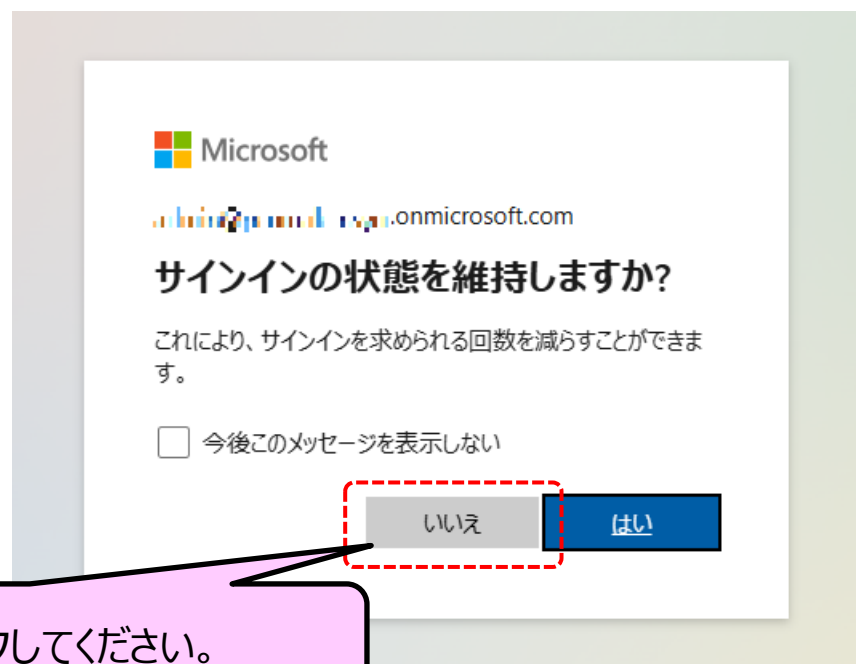 Microsoft
.onmicrosoft.com
サインインの状態を維持しますか?
これにより、サインインを求められる回数を減らすことができま
す。
今後このメッセージを表示しない
いいえ
はい
してください。